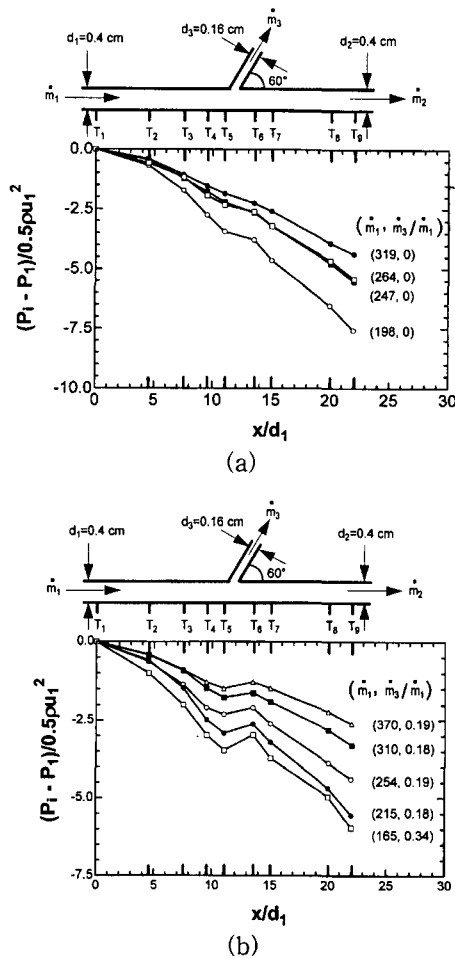 (a)
ṁ3
d1=0.4 cm
d3=0.16 cm
d2=0.4 cm
60°
ṁ1
ṁ2
T1 T2 T3 T4 T5 T6 T7 T8 T9
0.0
-2.5
-5.0
-7.5
-10.0
(Pi - P1)/0.5ρu1²
(ṁ1, ṁ3/ṁ1)
(319, 0)
(264, 0)
(247, 0)
(198, 0)
0 5 10 15 20 25 30
x/d1
(a)
(b)
ṁ3
d1=0.4 cm
d3=0.16 cm
d2=0.4 cm
60°
ṁ1
ṁ2
T1 T2 T3 T4 T5 T6 T7 T8 T9
0.0
-2.5
-5.0
-7.5
(Pi - P1)/0.5ρu1²
(ṁ1, ṁ3/ṁ1)
(370, 0.19)
(310, 0.18)
(254, 0.19)
(215, 0.18)
(165, 0.34)
0 5 10 15 20 25 30
x/d1
(b)